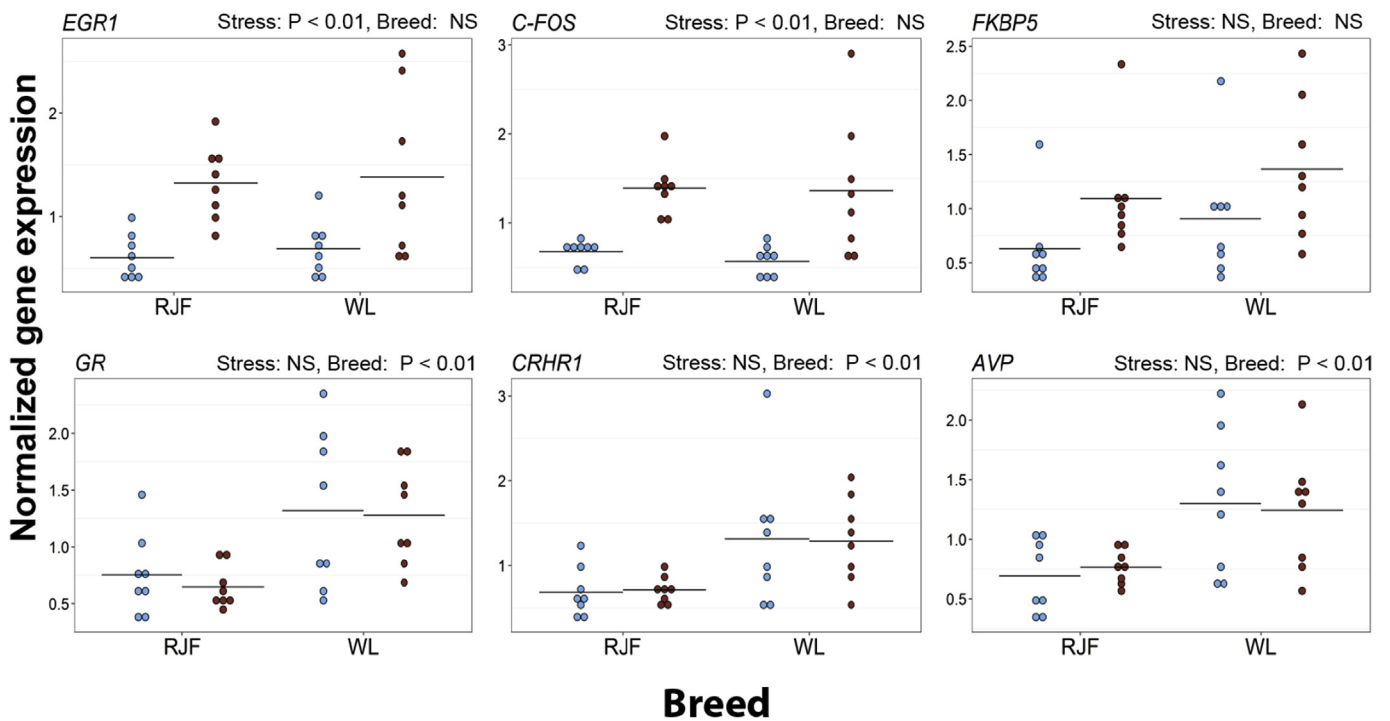 Normalized gene expression
EGR1 Stress: P < 0.01, Breed: NS
2
1
RJF WL
C-FOS Stress: P < 0.01, Breed: NS
3
2
1
RJF WL
FKBP5 Stress: NS, Breed: NS
2.5
2.0
1.5
1.0
0.5
RJF WL
GR Stress: NS, Breed: P < 0.01
2.0
1.5
1.0
0.5
RJF WL
CRHR1 Stress: NS, Breed: P < 0.01
3
2
1
RJF WL
AVP Stress: NS, Breed: P < 0.01
2.0
1.5
1.0
0.5
RJF WL
Breed